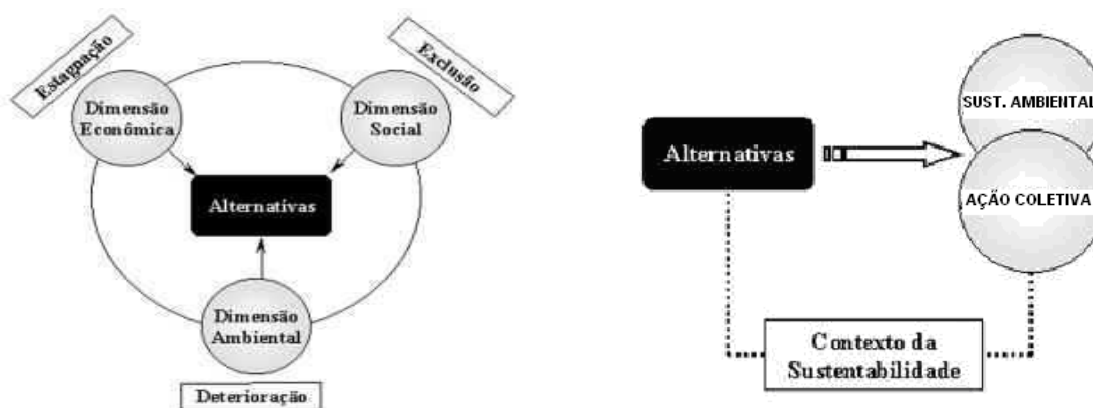 Estagnação
Exclusão
Dimensão
Econômica
Dimensão
Social
Alternativas
Dimensão
Ambiental
Deterioração
SUST. AMBIENTAL
Alternativas
AÇÃO COLETIVA
Contexto da
Sustentabilidade